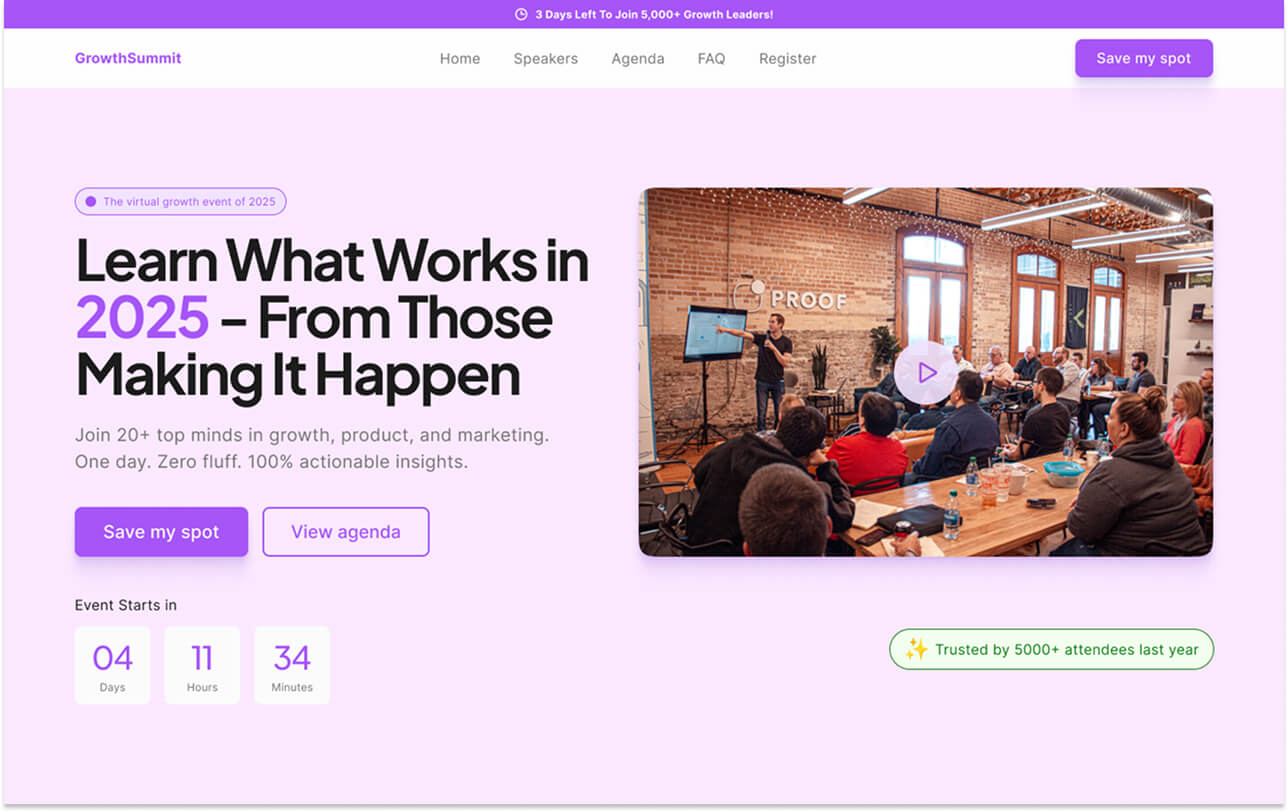 3 Days Left To Join 5,000+ Growth Leaders!
GrowthSummit
Home
Speakers
Agenda
FAQ
Register
Save my spot
The virtual growth event of 2025
Learn What Works in
2025 – From Those
Making It Happen
Join 20+ top minds in growth, product, and marketing.
One day. Zero fluff. 100% actionable insights.
Save my spot
View agenda
PROOF
Event Starts in
04
Days
11
Hours
34
Minutes
✨ Trusted by 5000+ attendees last year